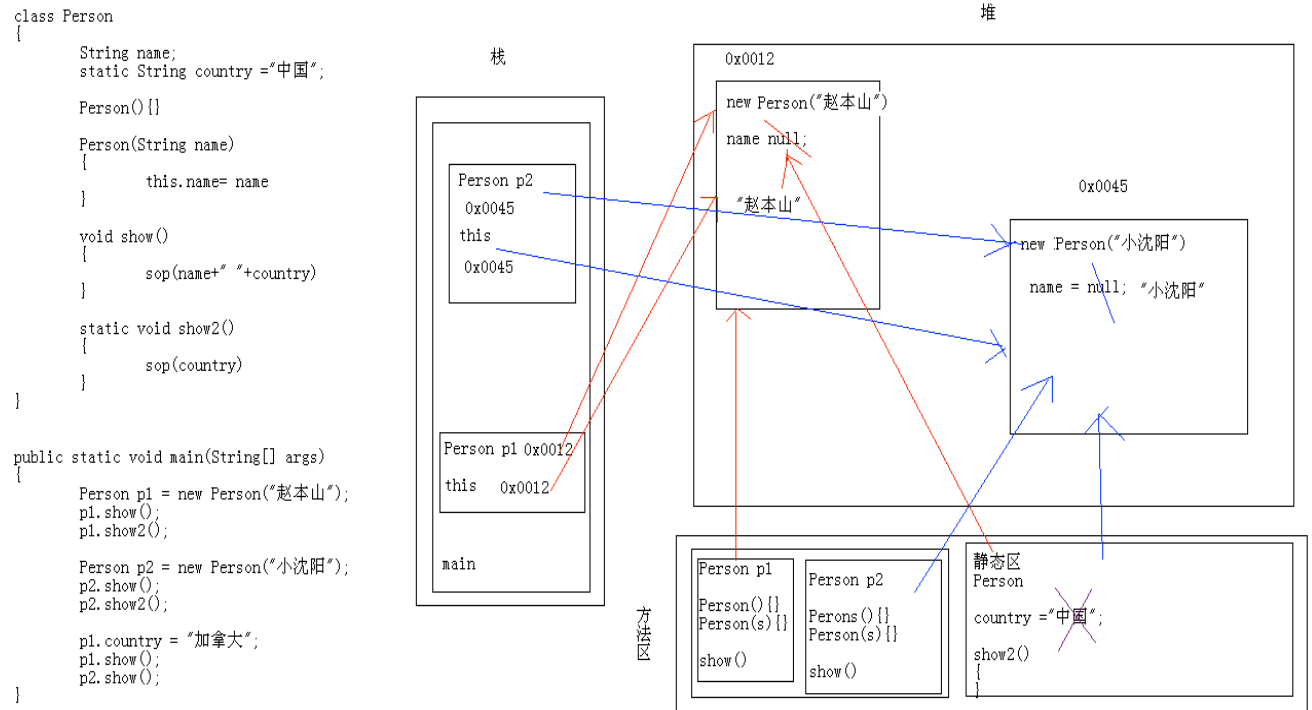 class Person
{
String name;
static String country ="中国";
Person(){}
Person(String name)
{
this.name= name
}
void show()
{
sop(name+" "+country)
}
static void show2()
{
sop(country)
}
}
public static void main(String[] args)
{
Person p1 = new Person("赵本山");
p1.show();
p1.show2();
Person p2 = new Person("小沈阳");
p2.show();
p2.show2();
p1.country = "加拿大";
p1.show();
p2.show();
}
栈
Person p2
0x0045
this
0x0045
Person p1 0x0012
this 0x0012
main
堆
0x0012
new Person("赵本山")
name null;
"赵本山"
0x0045
new Person("小沈阳")
name = null; "小沈阳"
方法区
Person p1
Person(){}
Person(s){}
show()
Person p2
Perons(){}
Person(s){}
show()
静态区
Person
country ="中国";
show2()
{
}